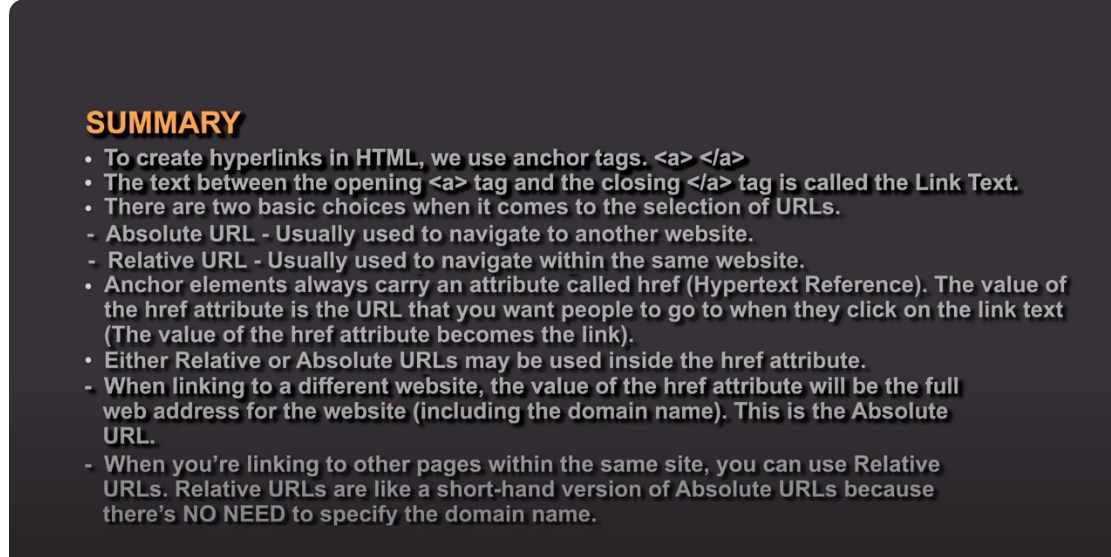 SUMMARY
• To create hyperlinks in HTML, we use anchor tags. <a> </a>
• The text between the opening <a> tag and the closing </a> tag is called the Link Text.
• There are two basic choices when it comes to the selection of URLs.
- Absolute URL - Usually used to navigate to another website.
- Relative URL - Usually used to navigate within the same website.
• Anchor elements always carry an attribute called href (Hypertext Reference). The value of
the href attribute is the URL that you want people to go to when they click on the link text
(The value of the href attribute becomes the link).
• Either Relative or Absolute URLs may be used inside the href attribute.
- When linking to a different website, the value of the href attribute will be the full
web address for the website (including the domain name). This is the Absolute
URL.
- When you’re linking to other pages within the same site, you can use Relative
URLs. Relative URLs are like a short-hand version of Absolute URLs because
there’s NO NEED to specify the domain name.